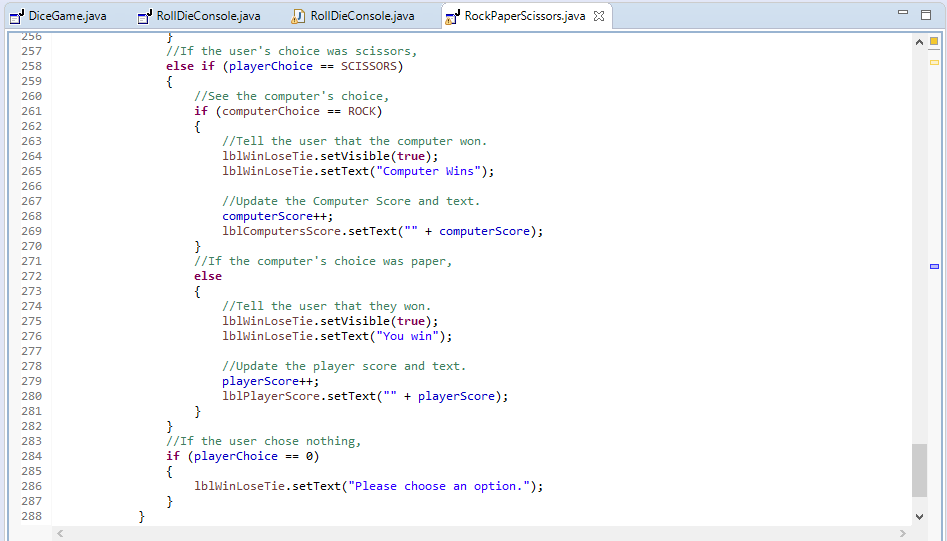 DiceGame.java RollDieConsole.java RollDieConsole.java RockPaperScissors.java
256 }
257 //If the user's choice was scissors,
258 else if (playerChoice == SCISSORS)
259 {
260 //See the computer's choice,
261 if (computerChoice == ROCK)
262 {
263 //Tell the user that the computer won.
264 lblWinLoseTie.setVisible(true);
265 lblWinLoseTie.setText("Computer Wins");
266
267 //Update the Computer Score and text.
268 computerScore++;
269 lblComputersScore.setText("" + computerScore);
270 }
271 //If the computer's choice was paper,
272 else
273 {
274 //Tell the user that they won.
275 lblWinLoseTie.setVisible(true);
276 lblWinLoseTie.setText("You win");
277
278 //Update the player score and text.
279 playerScore++;
280 lblPlayerScore.setText("" + playerScore);
281 }
282 }
283 //If the user chose nothing,
284 if (playerChoice == 0)
285 {
286 lblWinLoseTie.setText("Please choose an option.");
287 }
288 }